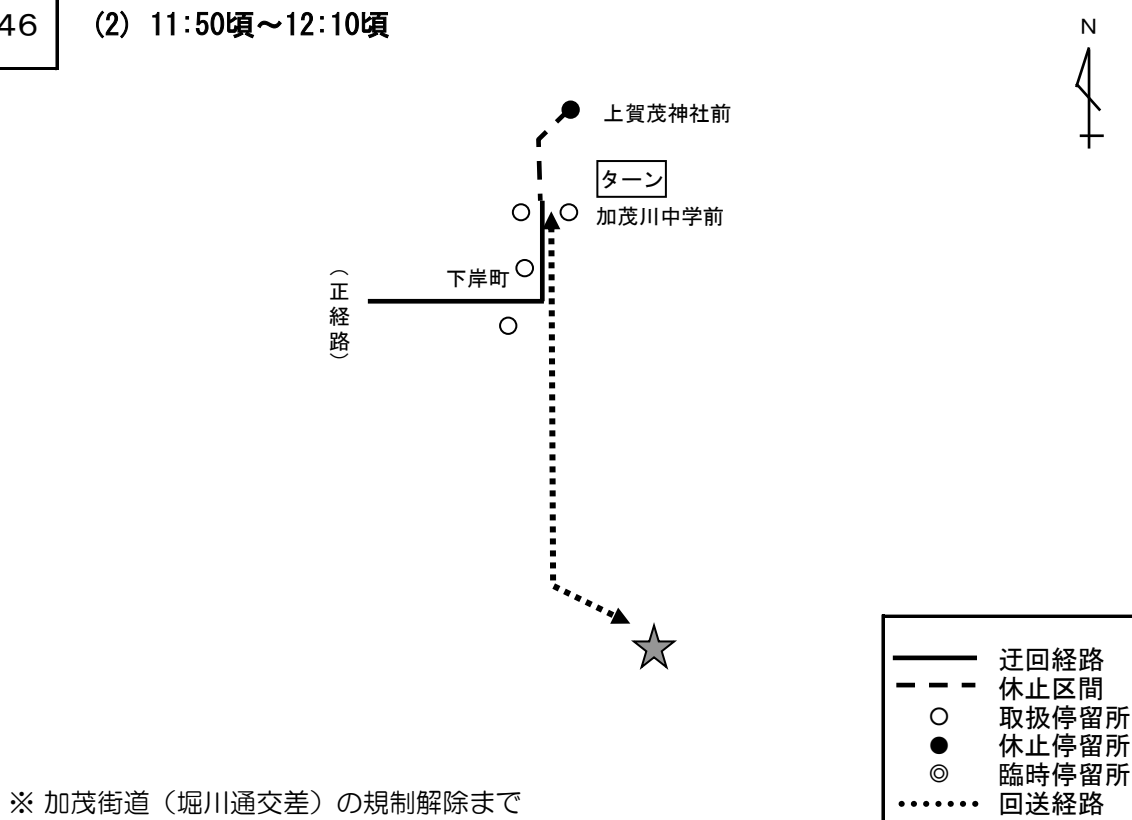 46
(2) 11:50頃～12:10頃
N
上賀茂神社前
ターン
加茂川中学前
下岸町
（正経路）
迂回経路
休止区間
取扱停留所
休止停留所
臨時停留所
回送経路
※ 加茂街道（堀川通交差）の規制解除まで